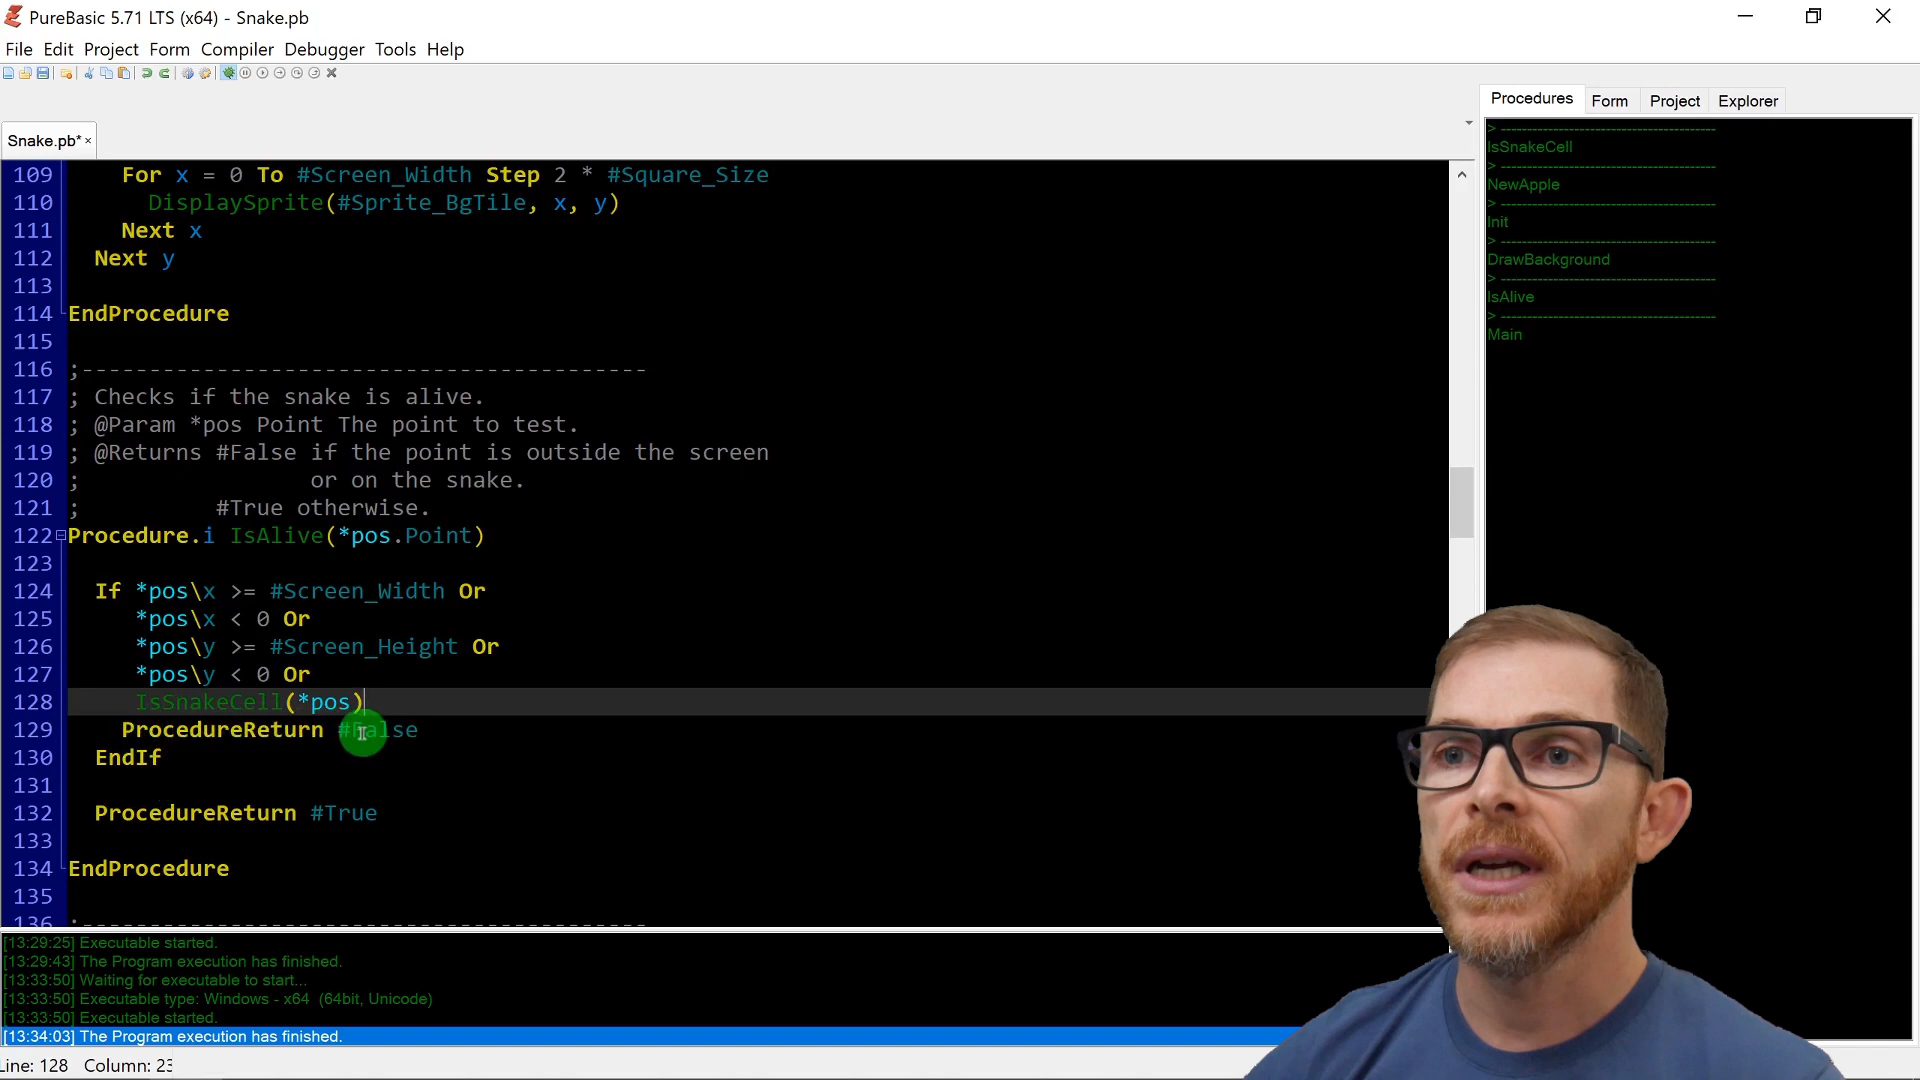 PureBasic 5.71 LTS (x64) - Snake.pb
File Edit Project Form Compiler Debugger Tools Help
Procedures Form Project Explorer
Snake.pb*
109 For x = 0 To #Screen_Width Step 2 * #Square_Size
110 DisplaySprite(#Sprite_BgTile, x, y)
111 Next x
112 Next y
113
114 EndProcedure
115
116 ;------------------------------------------
117 ; Checks if the snake is alive.
118 ; @Param *pos Point The point to test.
119 ; @Returns #False if the point is outside the screen
120 ; or on the snake.
121 ; #True otherwise.
122 Procedure.i IsAlive(*pos.Point)
123
124 If *pos\x >= #Screen_Width Or
125 *pos\x < 0 Or
126 *pos\y >= #Screen_Height Or
127 *pos\y < 0 Or
128 IsSnakeCell(*pos)
129 ProcedureReturn #False
130 EndIf
131
132 ProcedureReturn #True
133
134 EndProcedure
135
136 ;------------------------------------------
> ------------------------------------------
IsSnakeCell
> ------------------------------------------
NewApple
> ------------------------------------------
Init
> ------------------------------------------
DrawBackground
> ------------------------------------------
IsAlive
> ------------------------------------------
Main
[13:29:25] Executable started.
[13:29:43] The Program execution has finished.
[13:33:50] Waiting for executable to start...
[13:33:50] Executable type: Windows - x64 (64bit, Unicode)
[13:33:50] Executable started.
[13:34:03] The Program execution has finished.
Line: 128 Column: 23